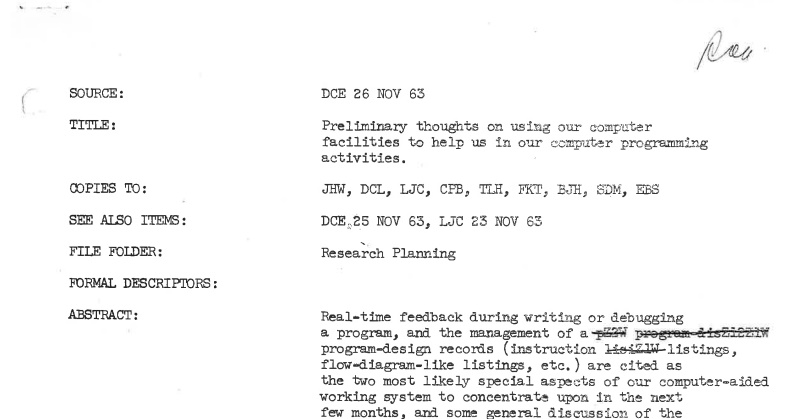 SOURCE: DCE 26 NOV 63
TITLE: Preliminary thoughts on using our computer
facilities to help us in our computer programming
activities.
COPIES TO: JHW, DCL, LJC, CPB, TLH, FKT, BJH, SDM, EBS
SEE ALSO ITEMS: DCE 25 NOV 63, LJC 23 NOV 63
FILE FOLDER: Research Planning
FORMAL DESCRIPTORS:
ABSTRACT: Real-time feedback during writing or debugging
a program, and the management of a
program-design records (instruction listings,
flow-diagram-like listings, etc.) are cited as
the two most likely special aspects of our computer-aided
working system to concentrate upon in the next
few months, and some general discussion of the